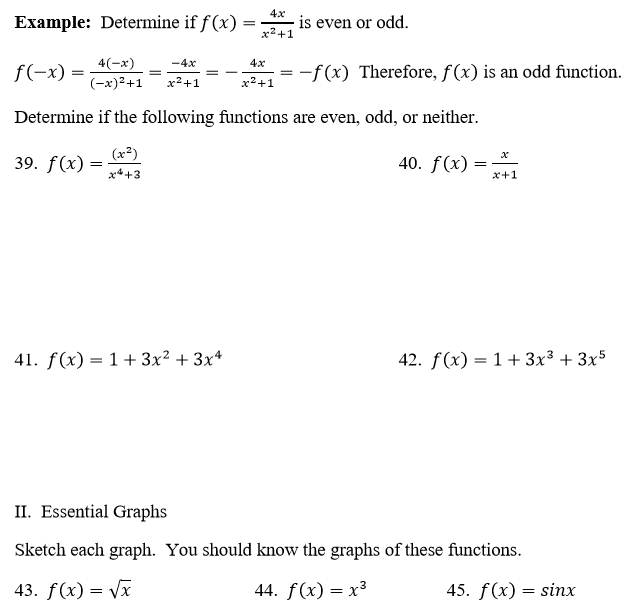 Example: Determine if f(x) = 4x/(x²+1) is even or odd.
f(−x) = 4(−x)/((−x)²+1) = −4x/(x²+1) = − 4x/(x²+1) = −f(x) Therefore, f(x) is an odd function.
Determine if the following functions are even, odd, or neither.
39. f(x) = (x²)/(x⁴+3) 40. f(x) = x/(x+1)
41. f(x) = 1 + 3x² + 3x⁴ 42. f(x) = 1 + 3x³ + 3x⁵
II. Essential Graphs
Sketch each graph. You should know the graphs of these functions.
43. f(x) = √x 44. f(x) = x³ 45. f(x) = sinx